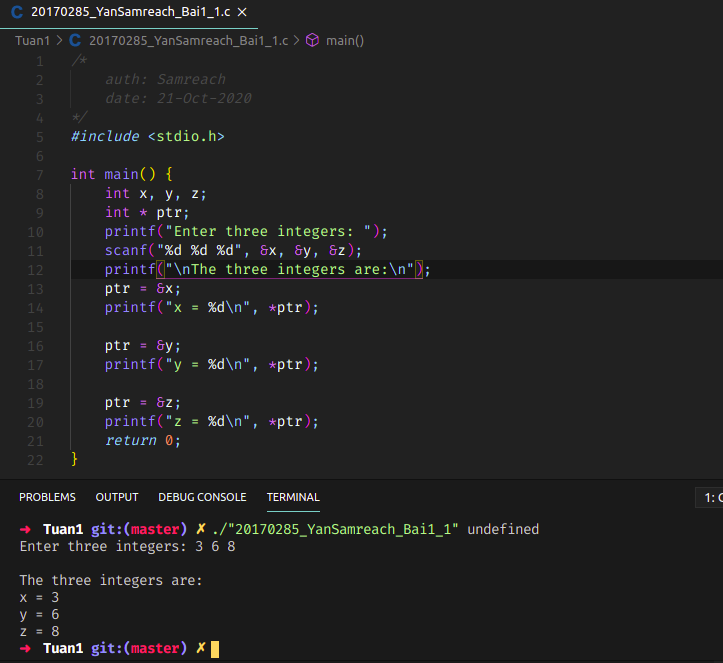 C 20170285_YanSamreach_Bai1_1.c ×
Tuan1 > C 20170285_YanSamreach_Bai1_1.c > main()
1 /*
2 auth: Samreach
3 date: 21-Oct-2020
4 */
5 #include <stdio.h>
6
7 int main() {
8 int x, y, z;
9 int * ptr;
10 printf("Enter three integers: ");
11 scanf("%d %d %d", &x, &y, &z);
12 printf("\nThe three integers are:\n");
13 ptr = &x;
14 printf("x = %d\n", *ptr);
15
16 ptr = &y;
17 printf("y = %d\n", *ptr);
18
19 ptr = &z;
20 printf("z = %d\n", *ptr);
21 return 0;
22 }
PROBLEMS OUTPUT DEBUG CONSOLE TERMINAL 1:
➜ Tuan1 git:(master) ✗ ./"20170285_YanSamreach_Bai1_1" undefined
Enter three integers: 3 6 8
The three integers are:
x = 3
y = 6
z = 8
➜ Tuan1 git:(master) ✗